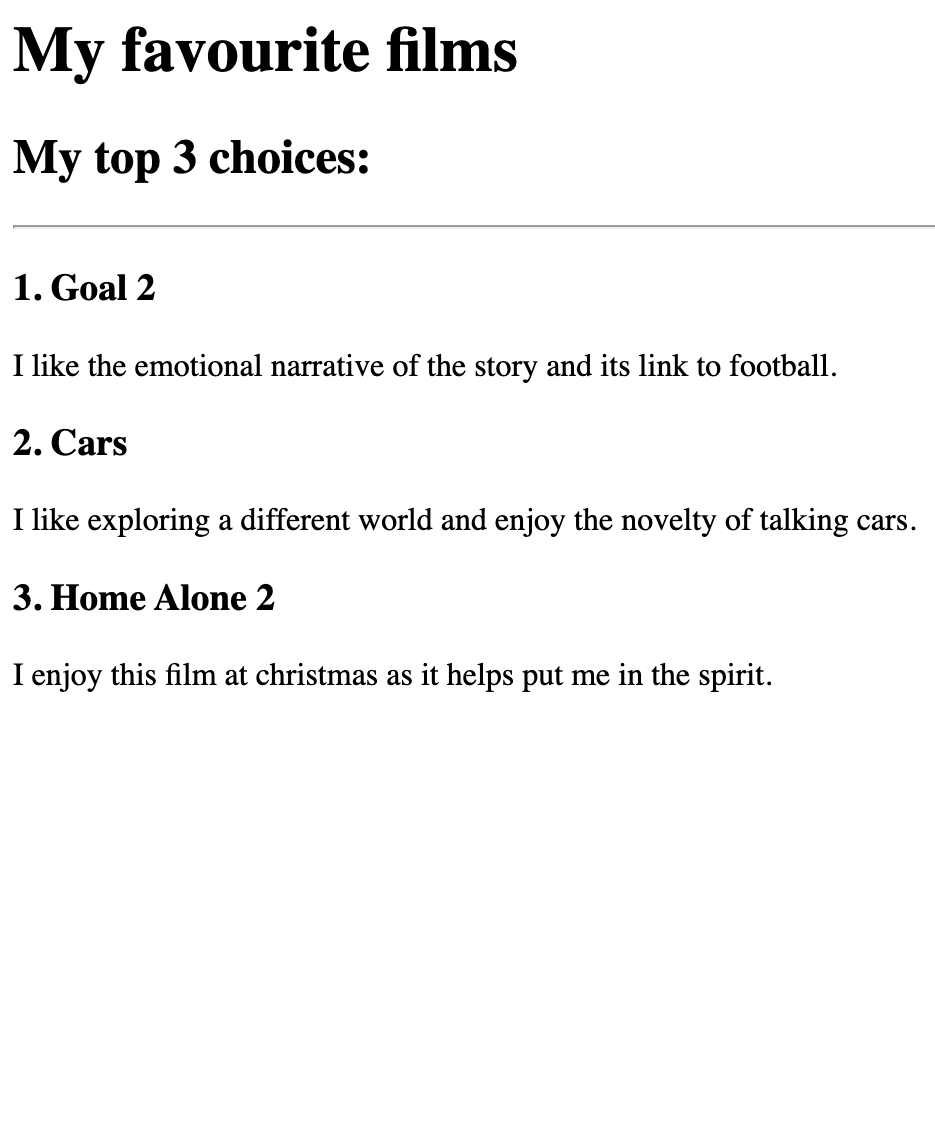 My favourite films
My top 3 choices:
1. Goal 2
I like the emotional narrative of the story and its link to football.
2. Cars
I like exploring a different world and enjoy the novelty of talking cars.
3. Home Alone 2
I enjoy this film at christmas as it helps put me in the spirit.